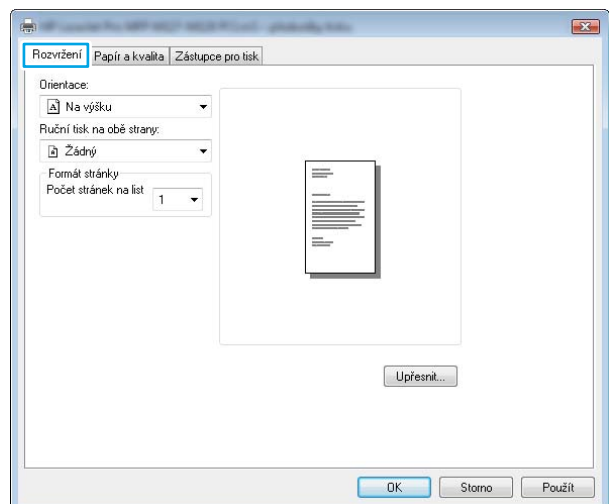 Rozvržení Papír a kvalita Zástupce pro tisk
Orientace:
A Na výšku
Ruční tisk na obě strany:
Žádný
Formát stránky
Počet stránek na list 1
Upřesnit...
OK Storno Použít